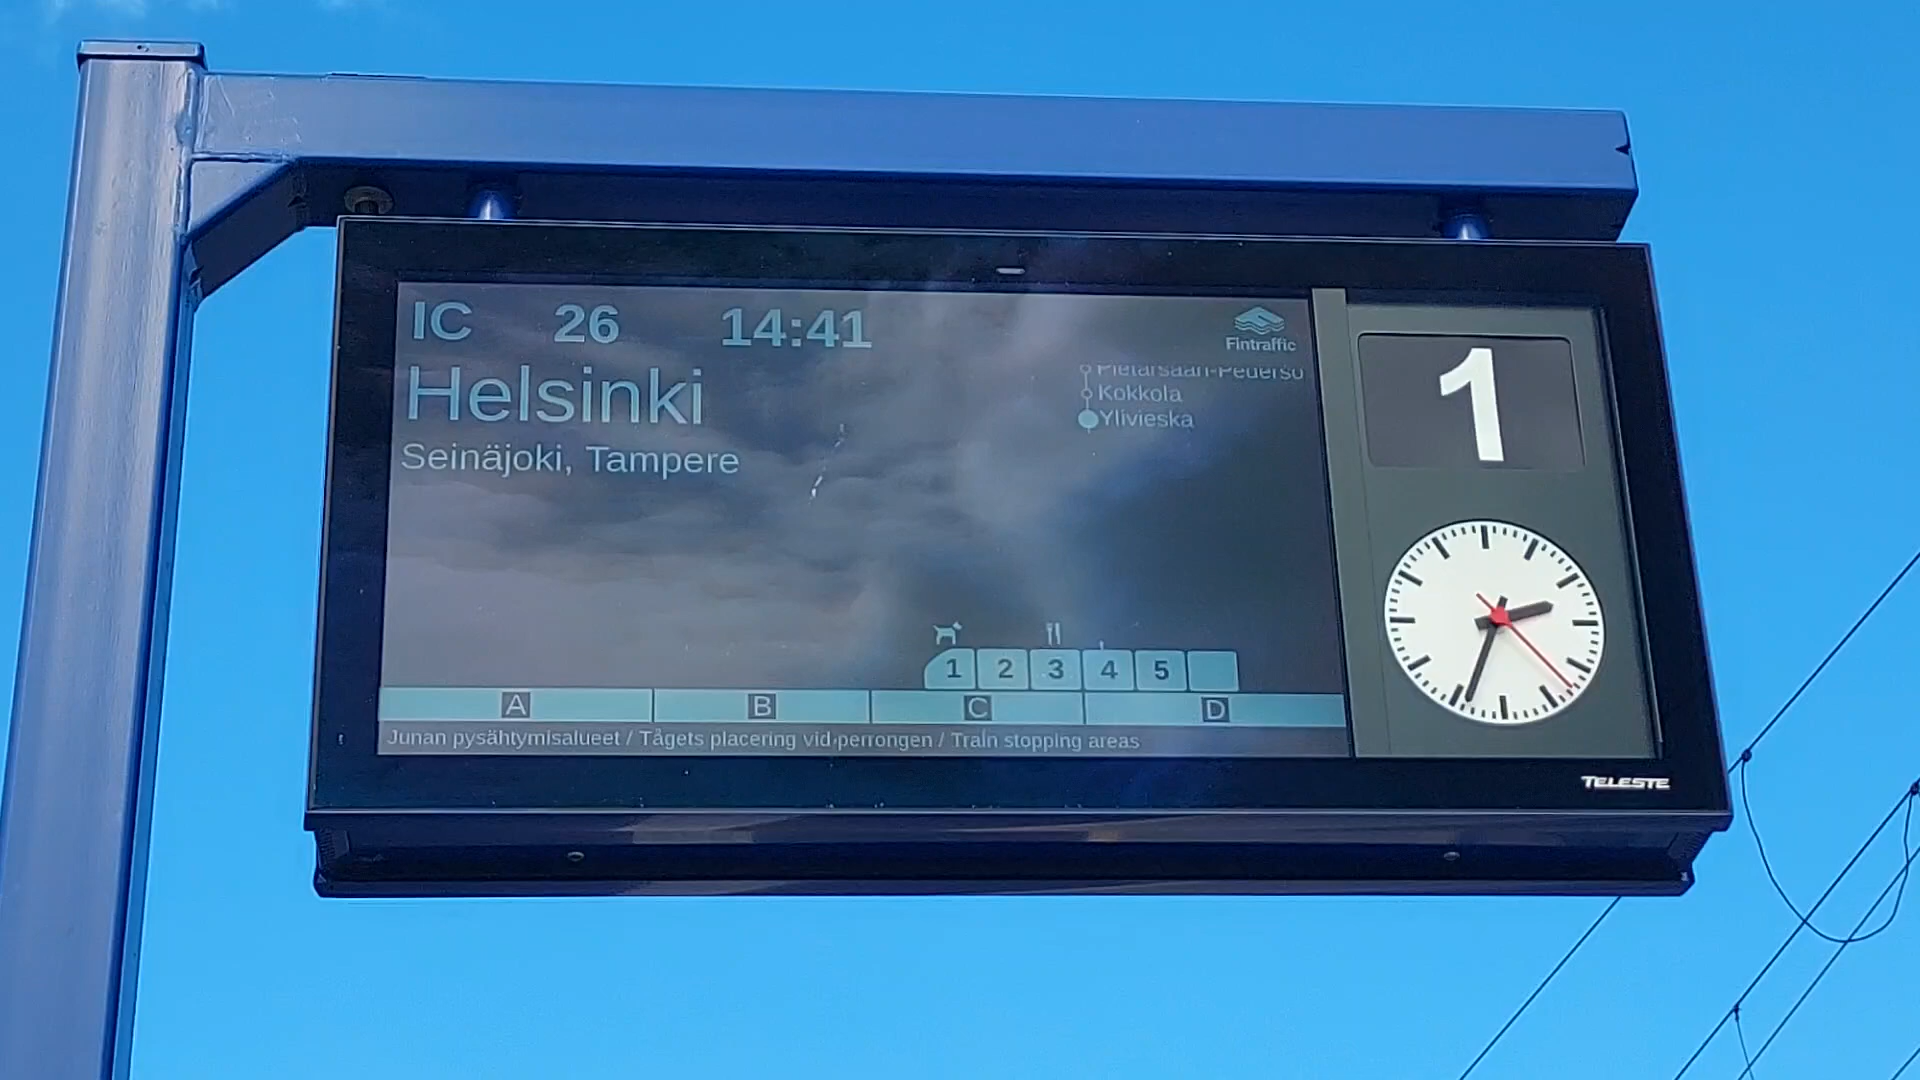 IC 26 14:41
Fintraffic
Helsinki
Seinäjoki, Tampere
Kokkola
Ylivieska
1
1 2 3 4 5
A B C D
Junan pysähtymisalueet / Tågets placering vid perrongen / Train stopping areas
TELESTE